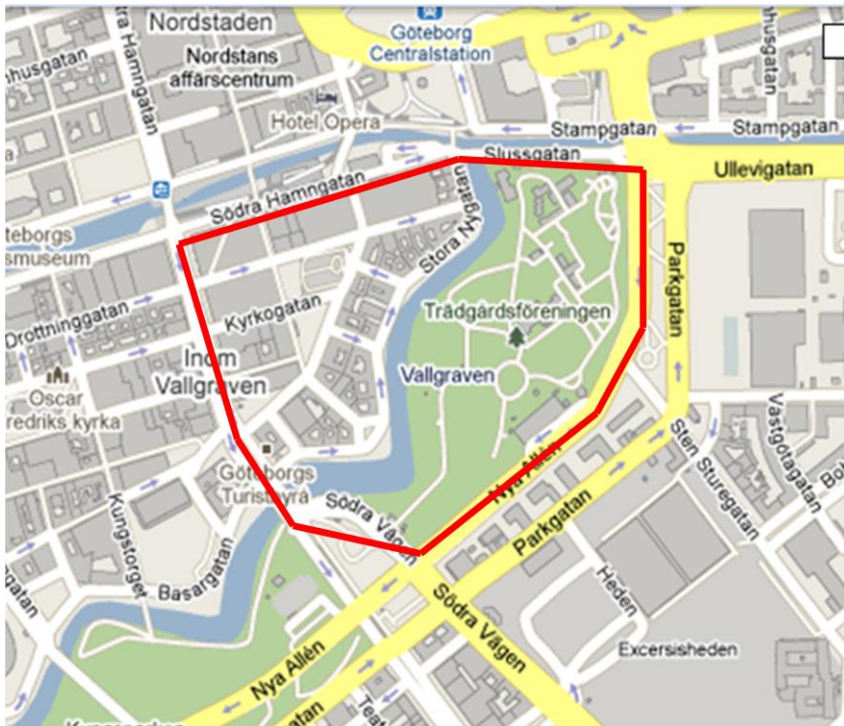 Nordstaden
Göteborg
Centralstation
Nordstans
affärscentrum
Hotel Opera
Stampgatan
Stampgatan
Slussgatan
Ullevigatan
Södra Hamngatan
Stora Nygatan
Parkgatan
Drottninggatan
Kyrkogatan
Trädgårdsföreningen
Inom
Vallgraven
Vallgraven
Oscar
Göteborgs
Södra Vägen
Nya Allén
Sten Sturegatan
Västgötagatan
Kungstorget
Basargatan
Parkgatan
Heden
Södra Vägen
Excersisheden
Nya Allén